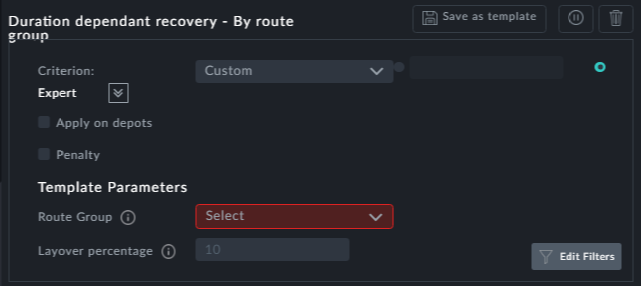 Duration dependant recovery - By route
group
Save as template
Criterion:
Custom
Expert
Apply on depots
Penalty
Template Parameters
Route Group
Select
Layover percentage
10
Edit Filters